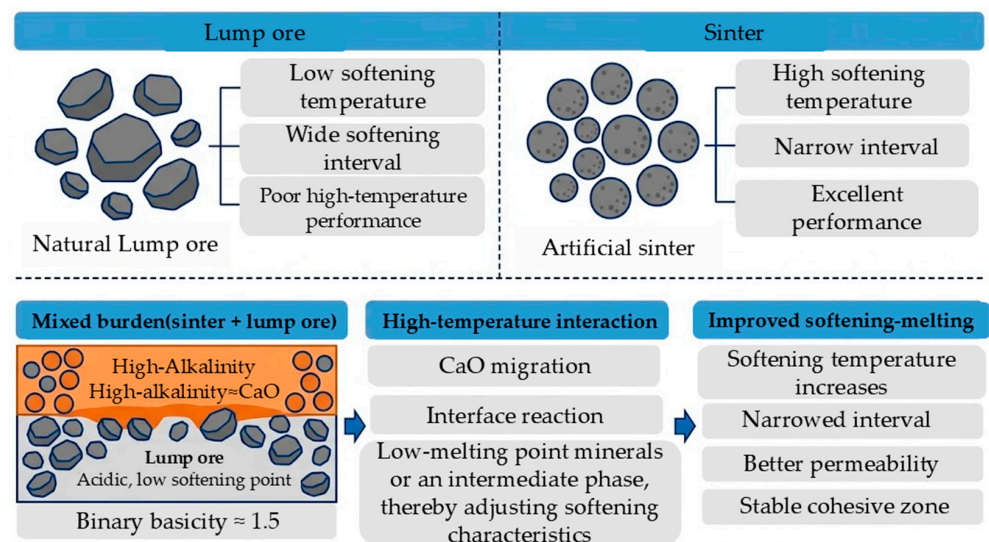 Lump ore
Low softening
temperature
Wide softening
interval
Poor high-temperature
performance
Natural Lump ore
Sinter
High softening
temperature
Narrow interval
Excellent
performance
Artificial sinter
Mixed burden(sinter + lump ore)
High-Alkalinity
High-alkalinity≈CaO
Lump ore
Acidic, low softening point
Binary basicity ≈ 1.5
High-temperature interaction
CaO migration
Interface reaction
Low-melting point minerals
or an intermediate phase,
thereby adjusting softening
characteristics
Improved softening-melting
Softening temperature
increases
Narrowed interval
Better permeability
Stable cohesive zone